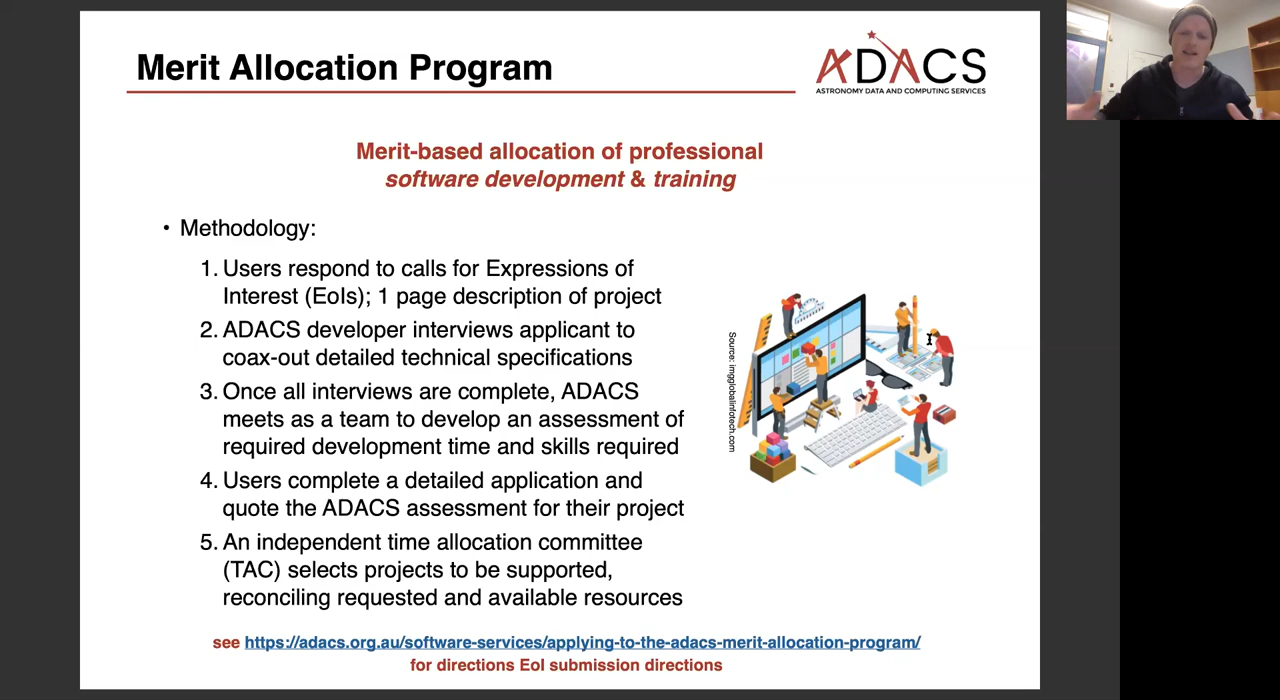 Merit Allocation Program
ADACS
ASTRONOMY DATA AND COMPUTING SERVICES
Merit-based allocation of professional
software development & training
• Methodology:
1. Users respond to calls for Expressions of
Interest (EoIs); 1 page description of project
2. ADACS developer interviews applicant to
coax-out detailed technical specifications
3. Once all interviews are complete, ADACS
meets as a team to develop an assessment of
required development time and skills required
4. Users complete a detailed application and
quote the ADACS assessment for their project
5. An independent time allocation committee
(TAC) selects projects to be supported,
reconciling requested and available resources
Source: imgglobalinfotech.com
see https://adacs.org.au/software-services/applying-to-the-adacs-merit-allocation-program/
for directions EoI submission directions